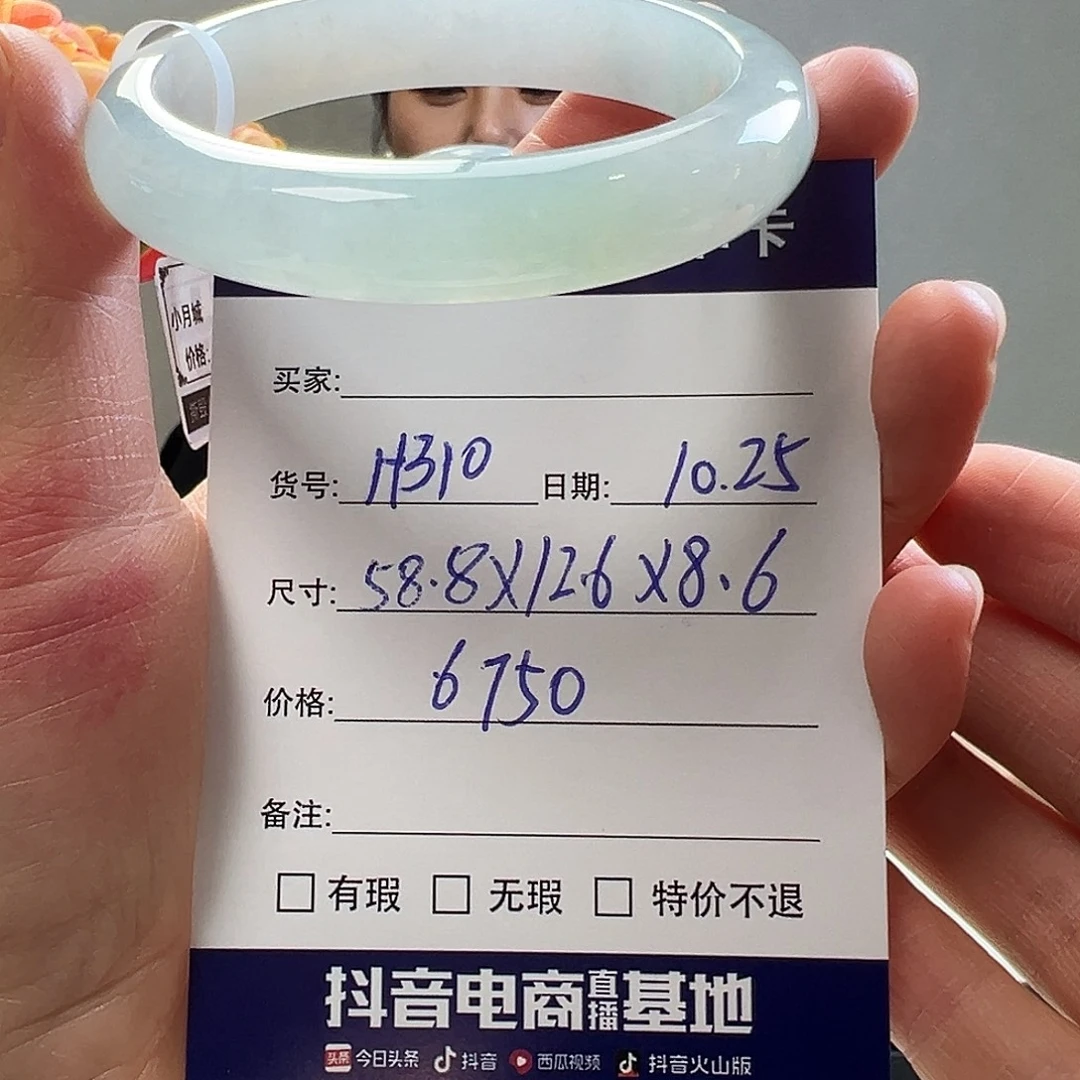 卡
小月城
价格:
买家:
货号: H310 日期: 10.25
尺寸: 58.8X12.6X8.6
价格: 6750
备注:
有瑕 无瑕 特价不退
抖音电商直播基地
头条 今日头条 抖音 西瓜视频 抖音火山版